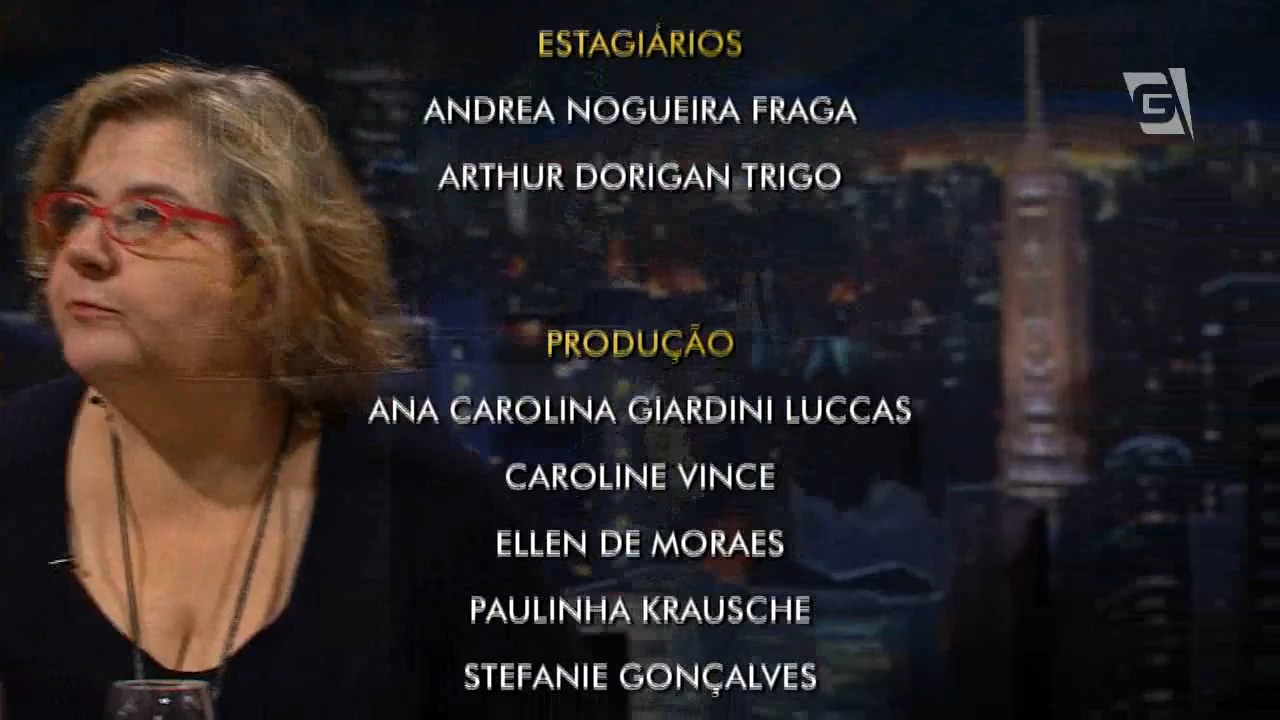 ESTAGIÁRIOS
ANDREA NOGUEIRA FRAGA
ARTHUR DORIGAN TRIGO
PRODUÇÃO
ANA CAROLINA GIARDINI LUCCAS
CAROLINE VINCE
ELLEN DE MORAES
PAULINHA KRAUSCHE
STEFANIE GONÇALVES